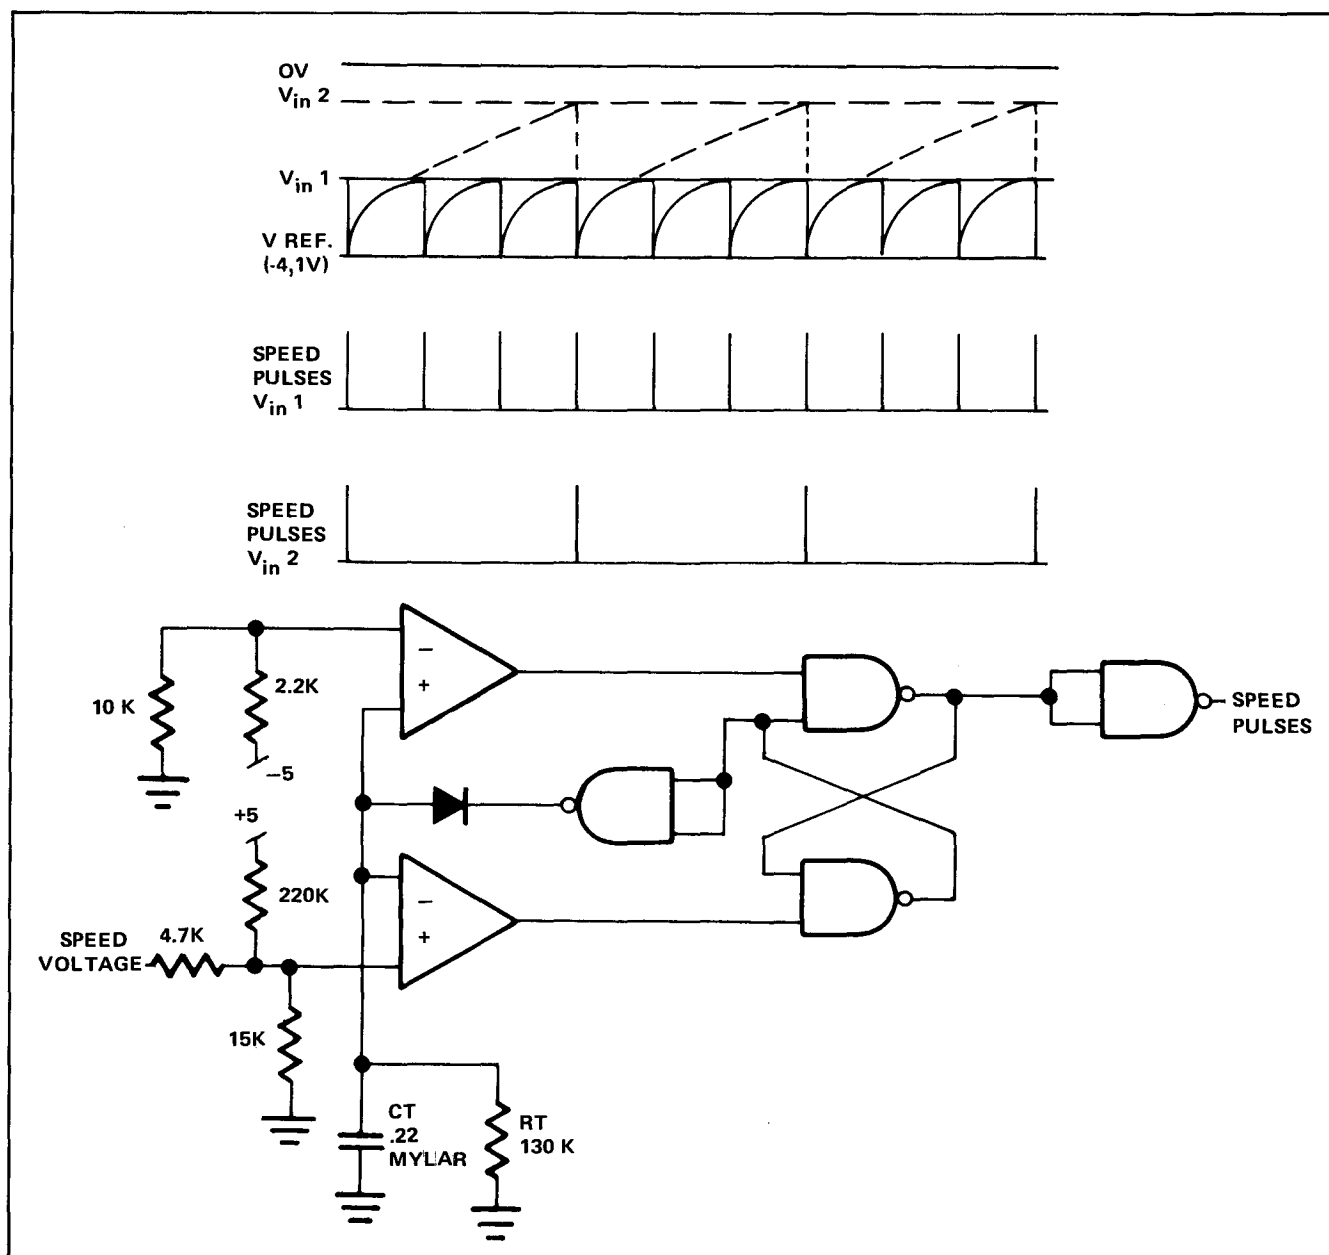 OV
V in 2
V in 1
V REF.
(-4,1V)
SPEED
PULSES
V in 1
SPEED
PULSES
V in 2
−
+
10 K
2.2K
−5
SPEED
PULSES
+5
220K
−
+
SPEED
VOLTAGE
4.7K
15K
CT
.22
MYLAR
RT
130 K